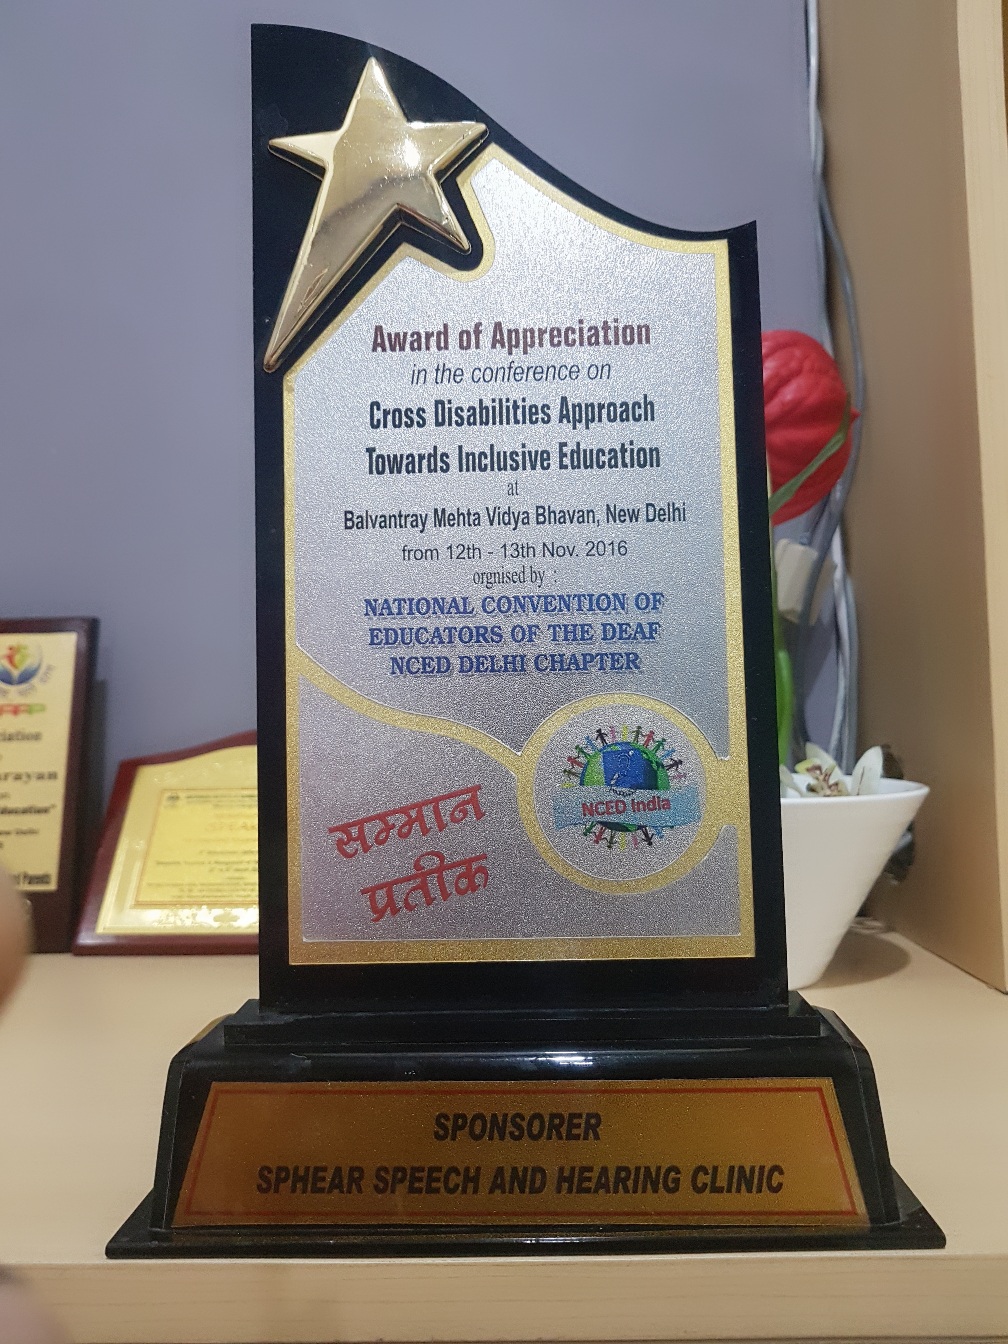 Award of Appreciation
in the conference on
Cross Disabilities Approach
Towards Inclusive Education
at
Balvantray Mehta Vidya Bhavan, New Delhi
from 12th - 13th Nov. 2016
orgnised by :
NATIONAL CONVENTION OF
EDUCATORS OF THE DEAF
NCED DELHI CHAPTER
NCED India
सम्मान
प्रतीक
SPONSORER
SPHEAR SPEECH AND HEARING CLINIC